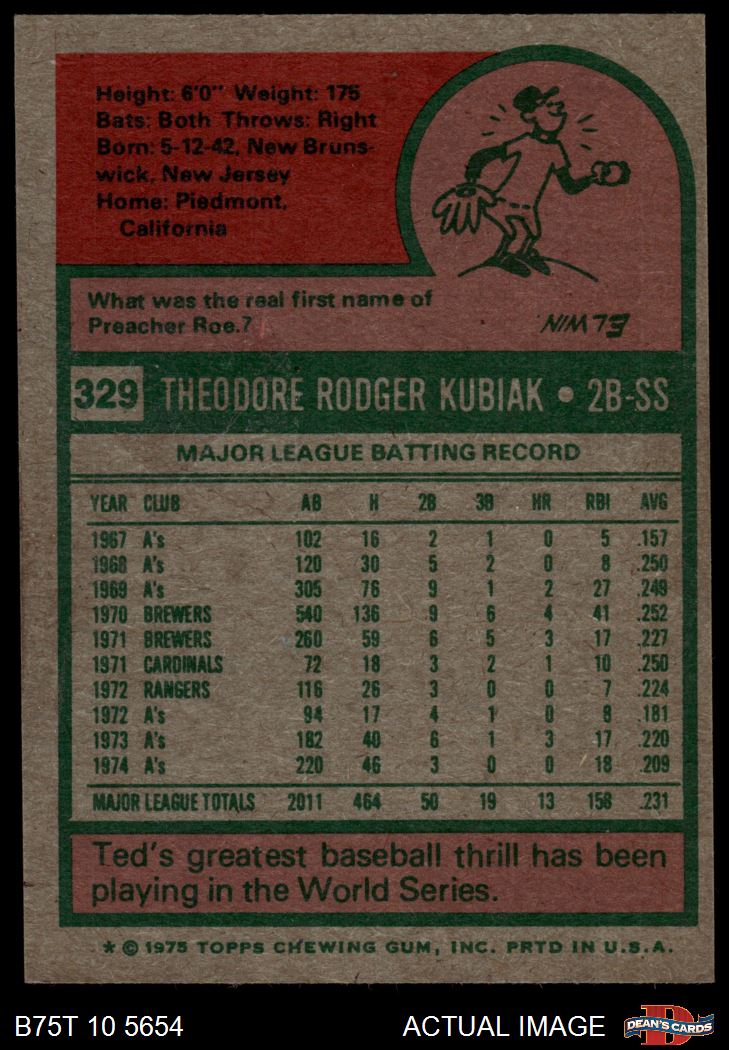 Height: 6'0" Weight: 175
Bats: Both Throws: Right
Born: 5-12-42, New Bruns-
wick, New Jersey
Home: Piedmont,
California
What was the real first name of
Preacher Roe.?
ELWIN
73
329 THEODORE RODGER KUBIAK • 2B-SS
MAJOR LEAGUE BATTING RECORD
YEAR CLUB AB H 2B 3B HR RBI AVG
1967 A's 102 16 2 1 0 5 .157
1968 A's 120 30 5 2 0 8 .250
1969 A's 305 76 9 1 2 27 .249
1970 BREWERS 540 136 9 6 4 41 .252
1971 BREWERS 260 59 6 5 3 17 .227
1971 CARDINALS 72 18 3 2 1 10 .250
1972 RANGERS 116 26 3 0 0 7 .224
1972 A's 94 17 4 1 0 8 .181
1973 A's 182 40 6 1 3 17 .220
1974 A's 220 46 3 0 0 18 .209
MAJOR LEAGUE TOTALS 2011 464 50 19 13 158 .231
Ted's greatest baseball thrill has been
playing in the World Series.
* © 1975 TOPPS CHEWING GUM, INC. PRTD IN U.S.A.
B75T 10 5654 ACTUAL IMAGE
D
DEAN'S CARDS